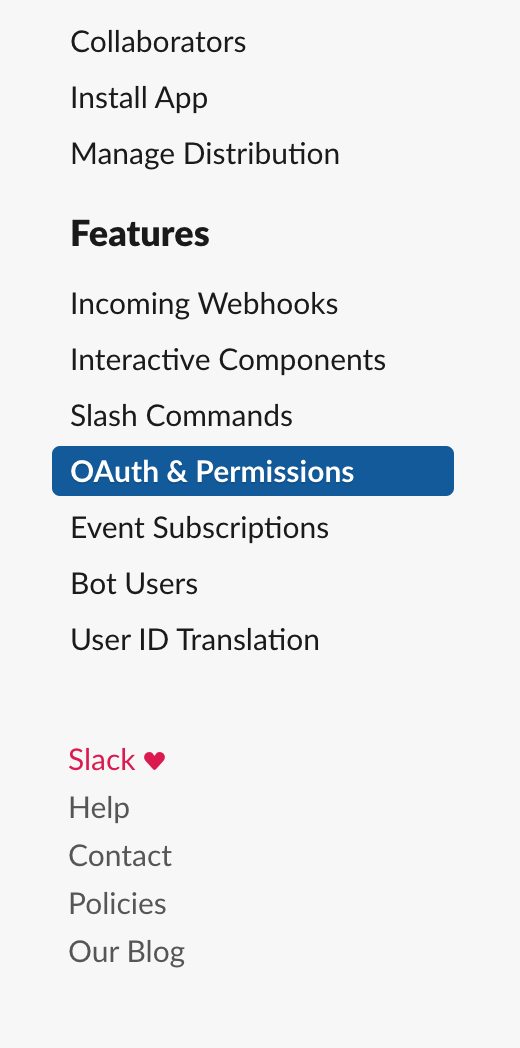 Collaborators
Install App
Manage Distribution
Features
Incoming Webhooks
Interactive Components
Slash Commands
OAuth & Permissions
Event Subscriptions
Bot Users
User ID Translation
Slack ♥
Help
Contact
Policies
Our Blog